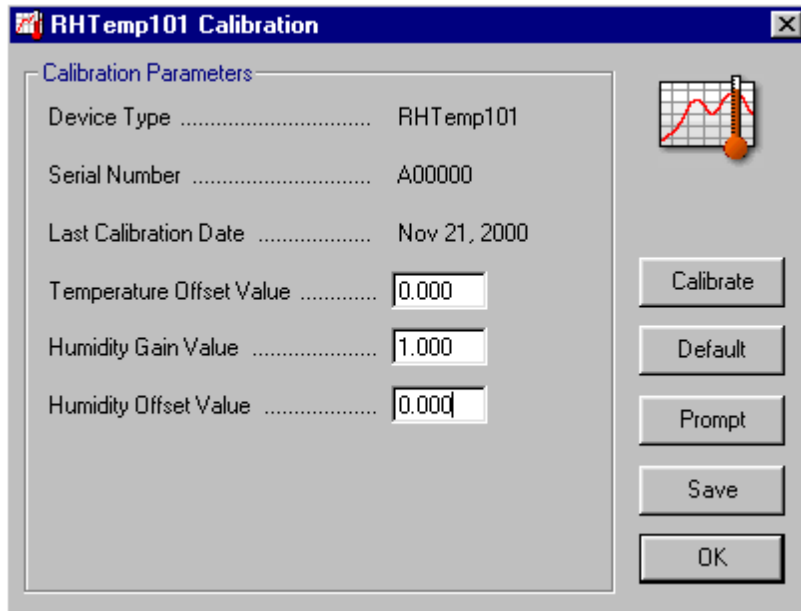 RHTemp101 Calibration
Calibration Parameters
Device Type ............................... RHTemp101
Serial Number ............................. A00000
Last Calibration Date .................. Nov 21, 2000
Temperature Offset Value ............. 0.000
Humidity Gain Value ..................... 1.000
Humidity Offset Value ................... 0.000
Calibrate
Default
Prompt
Save
OK